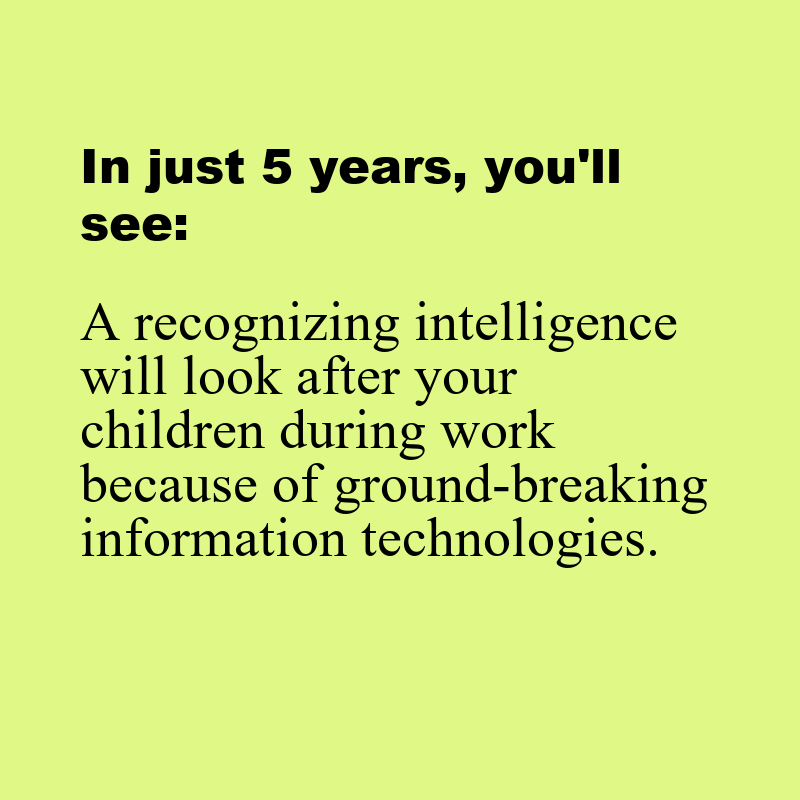 In just 5 years, you'll
see:
A recognizing intelligence
will look after your
children during work
because of ground-breaking
information technologies.